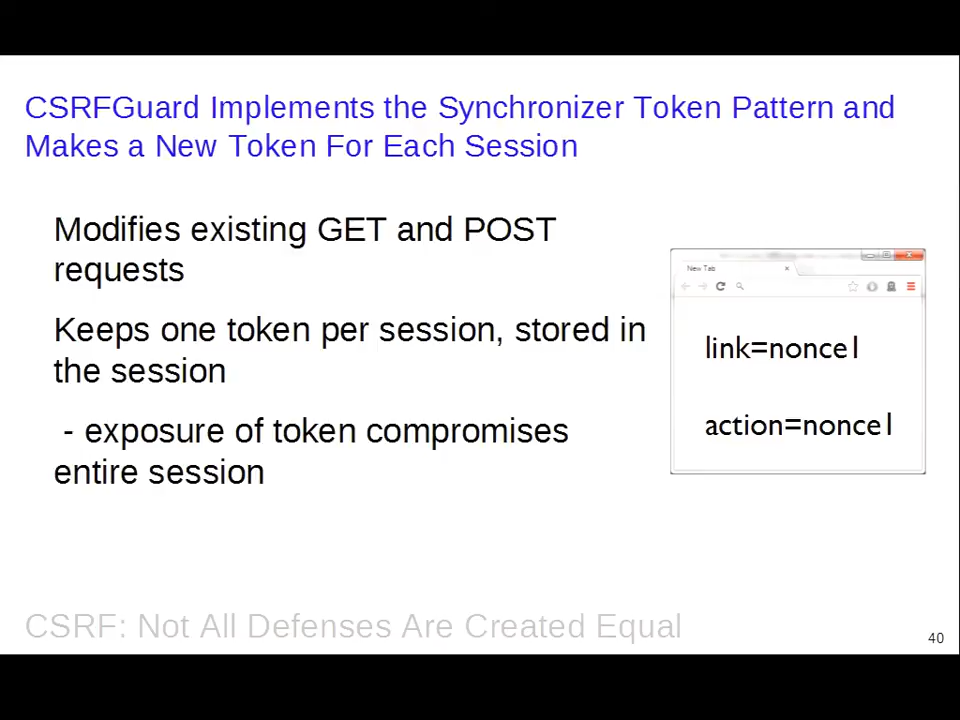 CSRFGuard Implements the Synchronizer Token Pattern and
Makes a New Token For Each Session
Modifies existing GET and POST
requests
Keeps one token per session, stored in
the session
- exposure of token compromises
entire session
New Tab
link=nonce1
action=nonce1
CSRF: Not All Defenses Are Created Equal
40